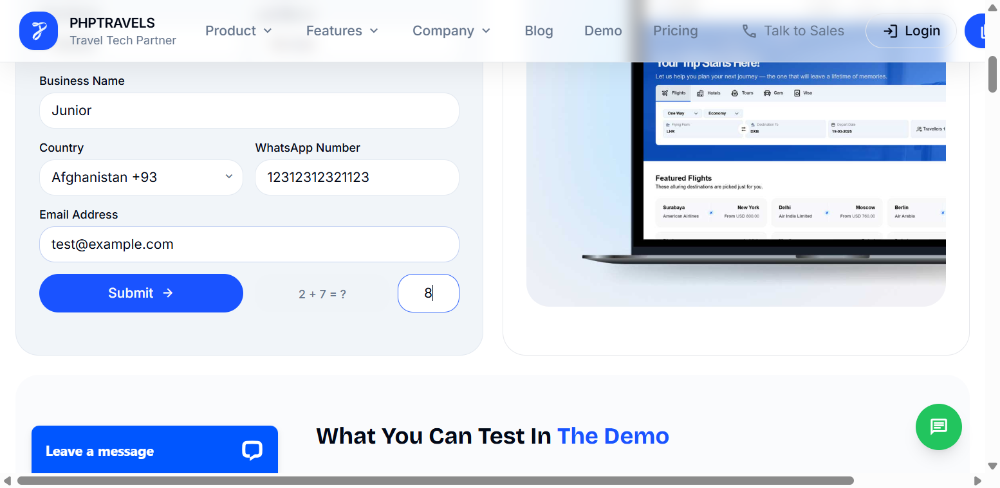 PHPTRAVELS
Travel Tech Partner
Product
Features
Company
Blog
Demo
Pricing
Talk to Sales
Login
Business Name
Junior
Country
WhatsApp Number
Afghanistan +93
12312312321123
Email Address
test@example.com
Submit
2 + 7 = ?
8
Your Trip Starts Here!
Let us help you plan your next journey — the one that will leave a lifetime of memories.
Flights
Hotels
Tours
Cars
Visa
One Way
Economy
Flying From
LHR
Destination To
DXB
Depart Date
19-03-2025
Travellers 1
Featured Flights
These alluring destinations are picked just for you.
Surabaya
New York
American Airlines
From USD 800.00
Delhi
Moscow
Air India Limited
From USD 760.00
Berlin
Air Arabia
What You Can Test In The Demo
Leave a message